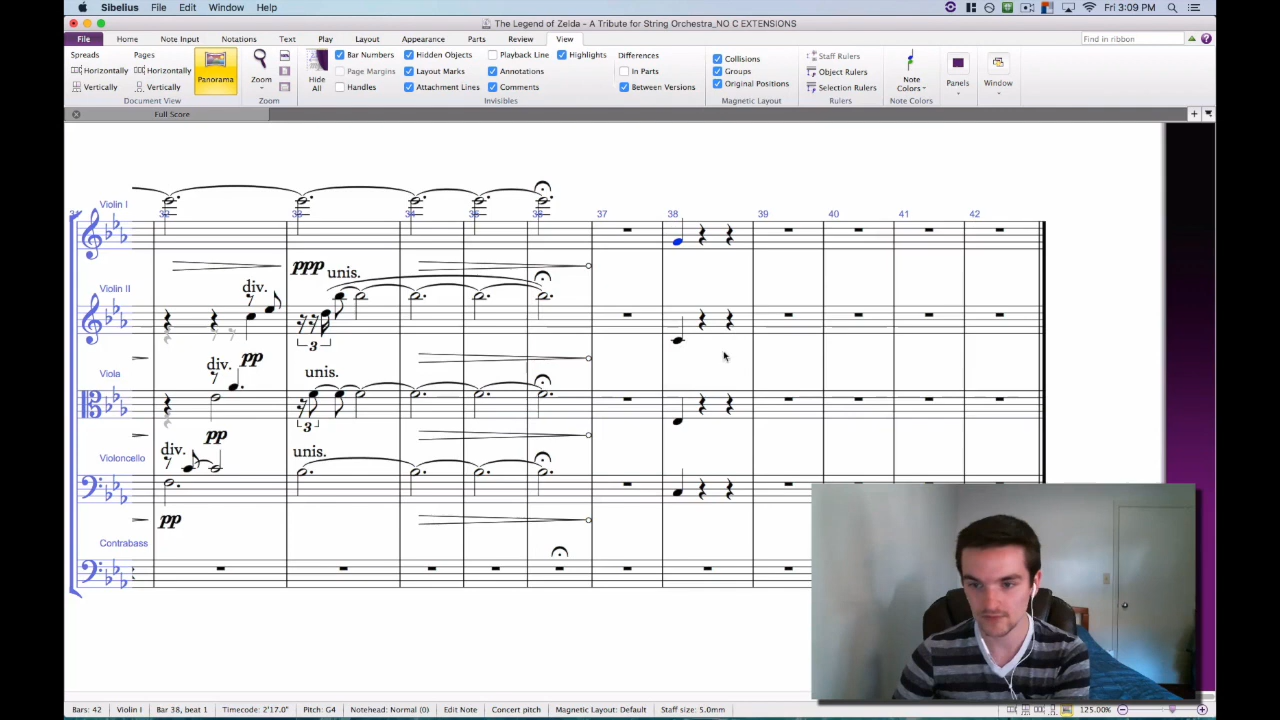 Sibelius File Edit Window Help Fri 3:09 PM
The Legend of Zelda - A Tribute for String Orchestra_NO C EXTENSIONS
File Home Note Input Notations Text Play Layout Appearance Parts Review View Find in ribbon
Spreads Pages Bar Numbers Hidden Objects Playback Line Highlights Differences Collisions Staff Rulers
Horizontally Horizontally Page Margins Layout Marks Annotations In Parts Groups Object Rulers
Vertically Vertically Panorama Zoom Hide All Handles Attachment Lines Comments Between Versions Original Positions Selection Rulers Note Colors Panels Window
Document View Zoom Invisibles Magnetic Layout Rulers Note Colors
Full Score
Violin I
31 32 33 34 35 36 37 38 39 40 41 42
ppp unis.
Violin II div.
3
pp
Viola div. unis.
3
pp
Violoncello div. unis.
pp
Contrabass
Bars: 42 Violin I Bar 38, beat 1 Timecode: 2'17.0" Pitch: G4 Notehead: Normal (0) Edit Note Concert pitch Magnetic Layout: Default Staff size: 5.0mm 125.00%